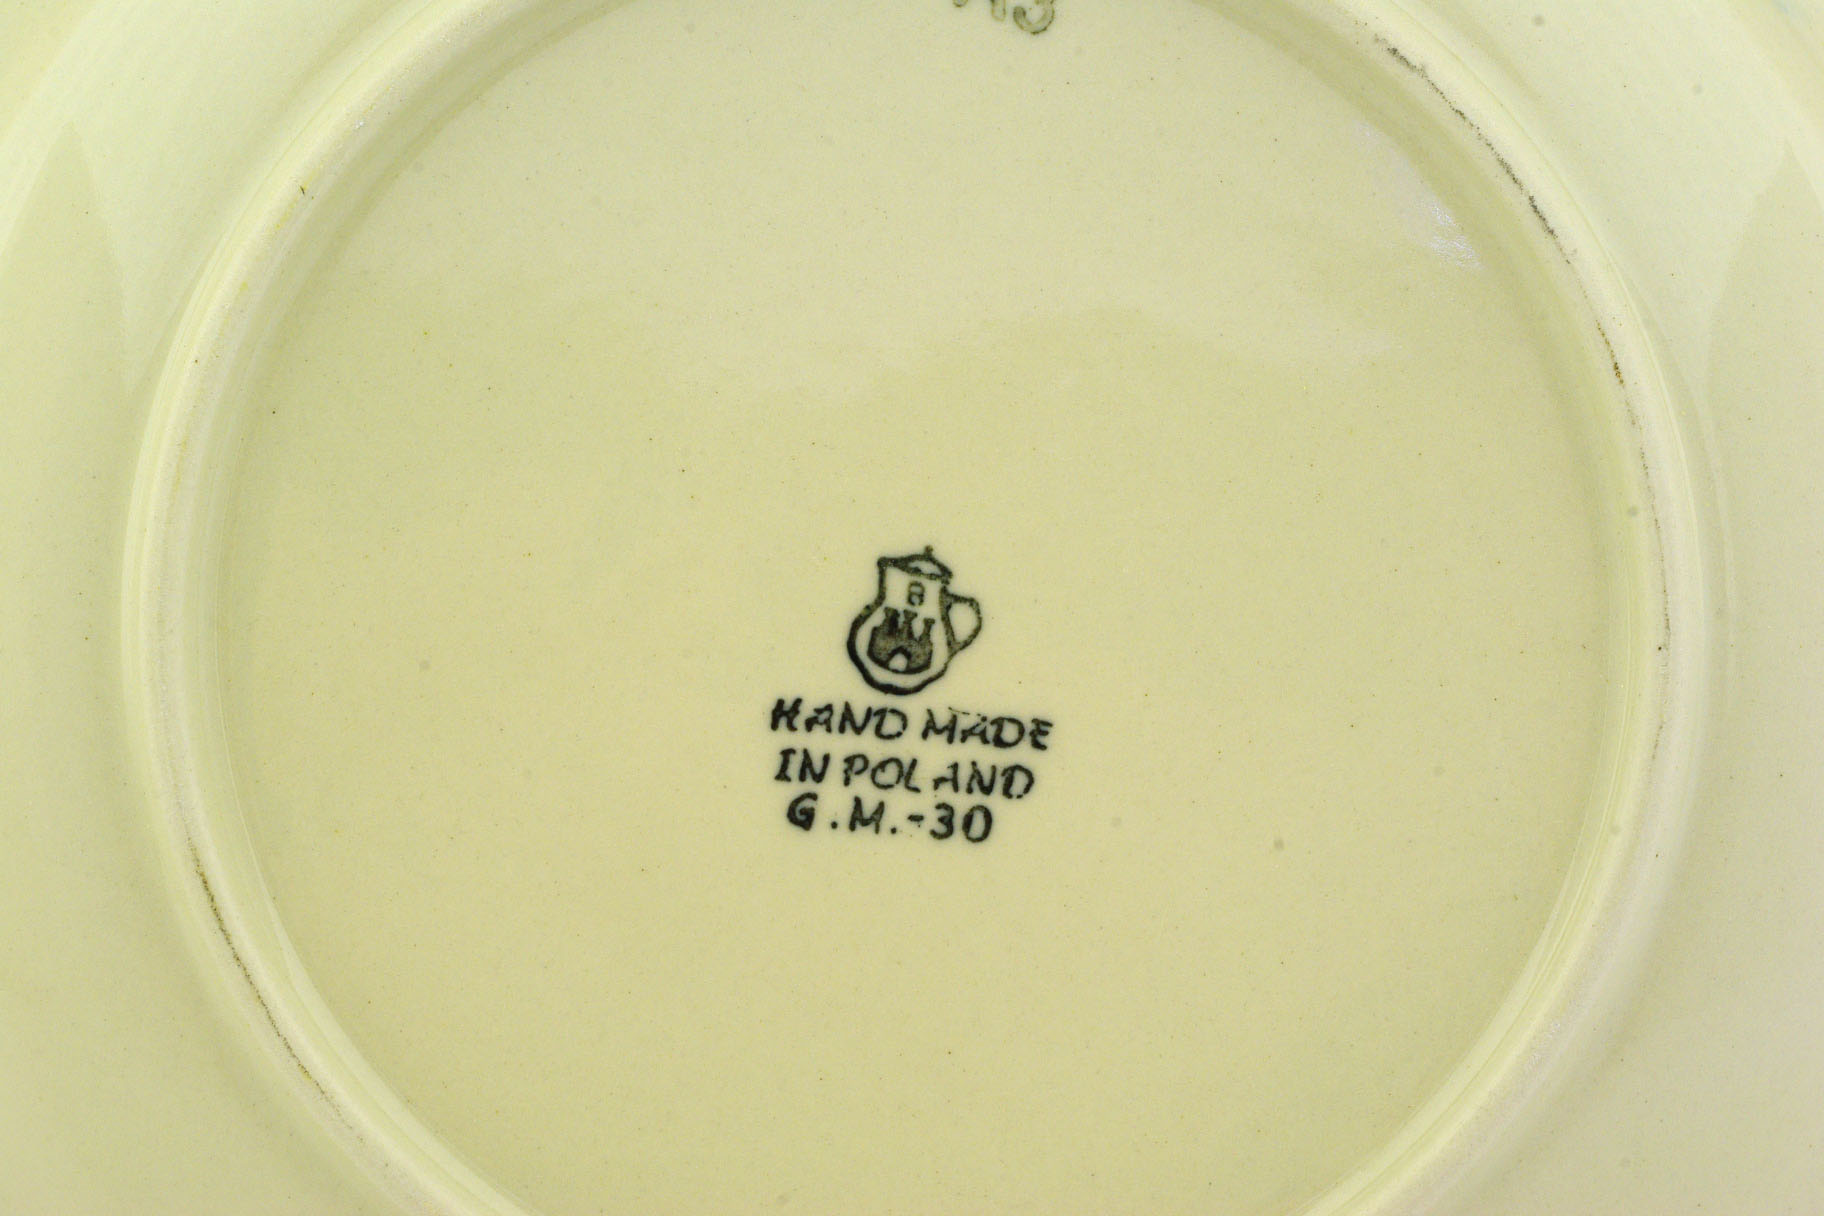 HAND MADE
IN POLAND
G.M.-30